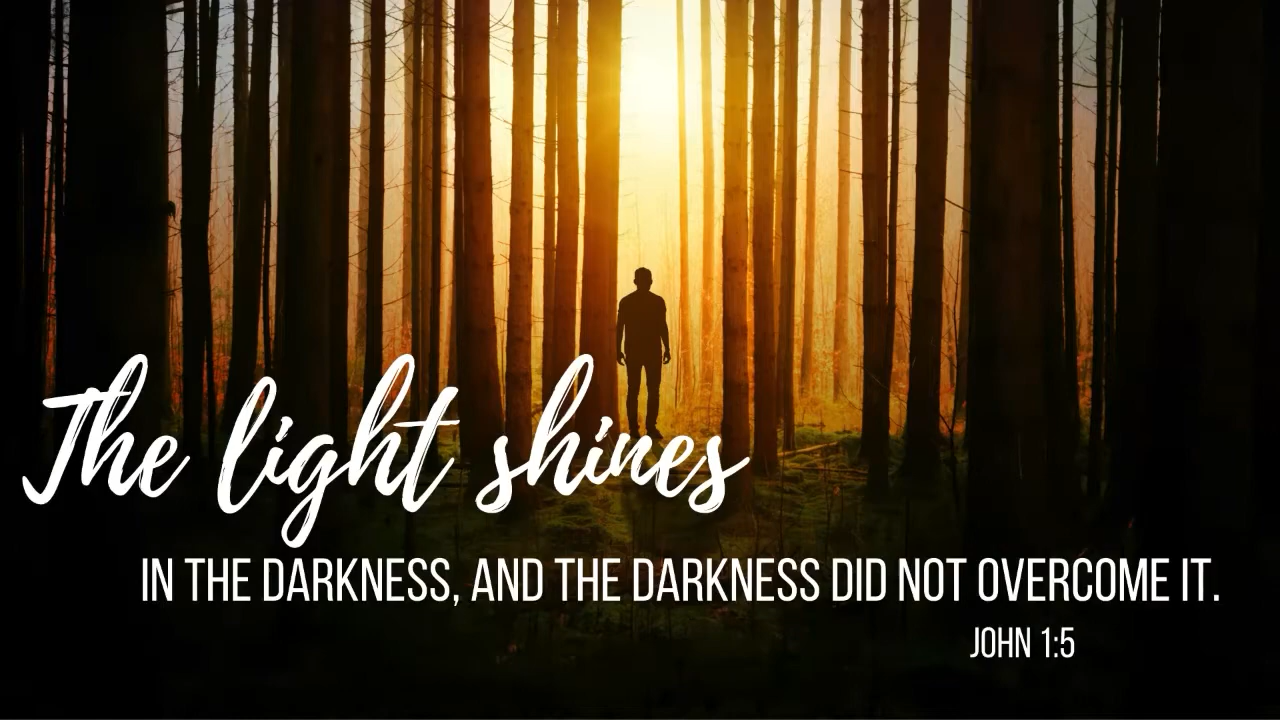 The light shines
IN THE DARKNESS, AND THE DARKNESS DID NOT OVERCOME IT.
JOHN 1:5